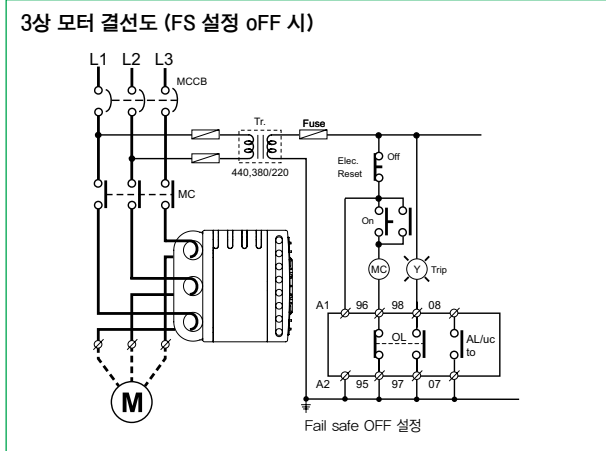 3상 모터 결선도 (FS 설정 oFF 시)
L1 L2 L3
MCCB
Tr.
Fuse
440,380/220
Elec.
Reset
Off
MC
On
MC
Y
Trip
A1 96 98 08
OL
AL/uc
to
A2 95 97 07
M
Fail safe OFF 설정